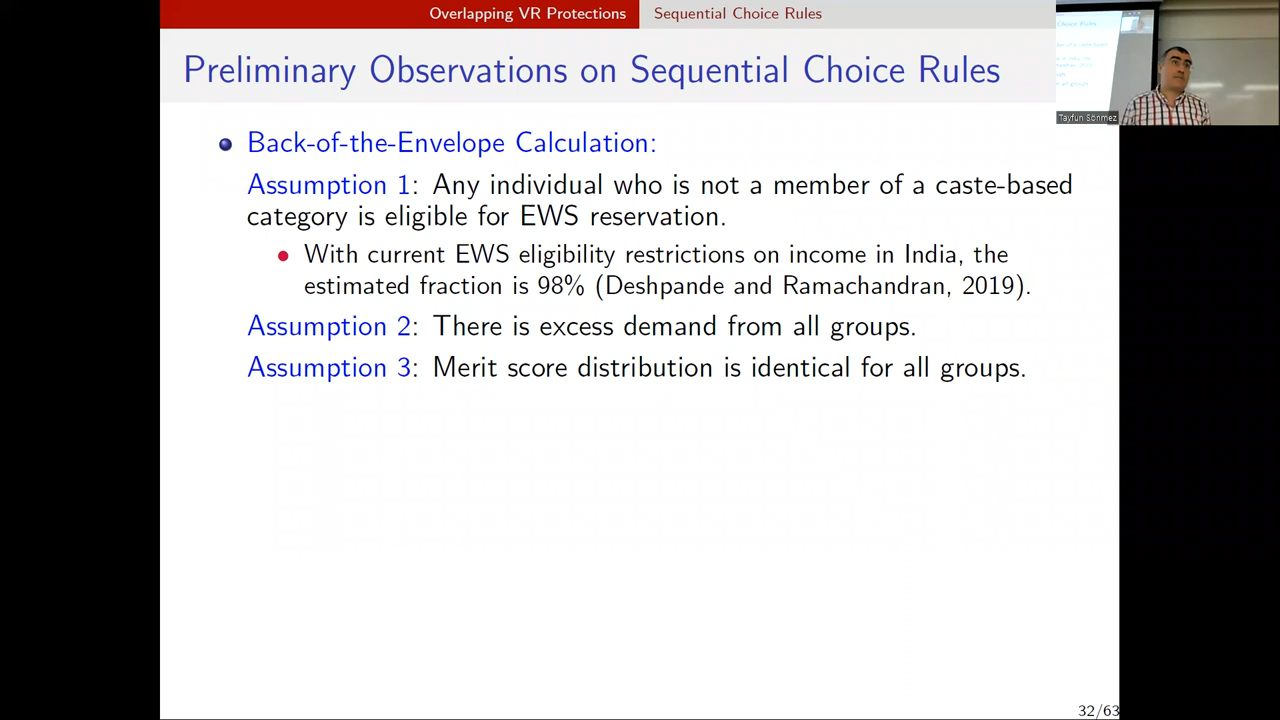 Overlapping VR Protections Sequential Choice Rules
Preliminary Observations on Sequential Choice Rules
Back-of-the-Envelope Calculation:
Assumption 1: Any individual who is not a member of a caste-based
category is eligible for EWS reservation.
With current EWS eligibility restrictions on income in India, the
estimated fraction is 98% (Deshpande and Ramachandran, 2019).
Assumption 2: There is excess demand from all groups.
Assumption 3: Merit score distribution is identical for all groups.
32/63
Choice Rules
Tayfun Sönmez